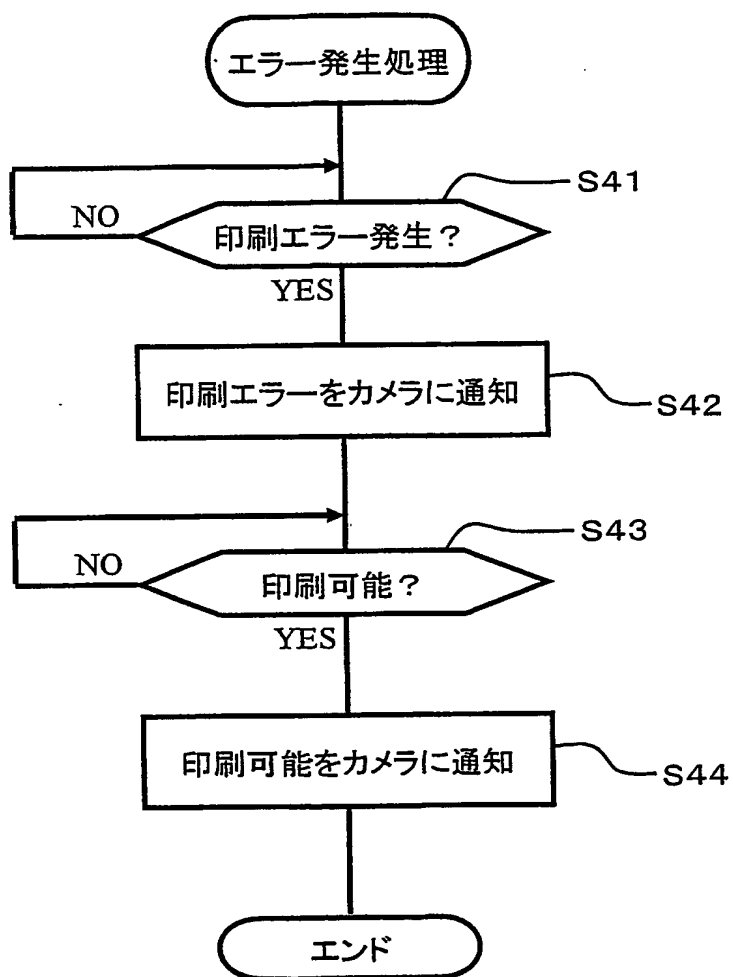 エラー発生処理
S41
NO
印刷エラー発生？
YES
印刷エラーをカメラに通知
S42
S43
NO
印刷可能？
YES
印刷可能をカメラに通知
S44
エンド